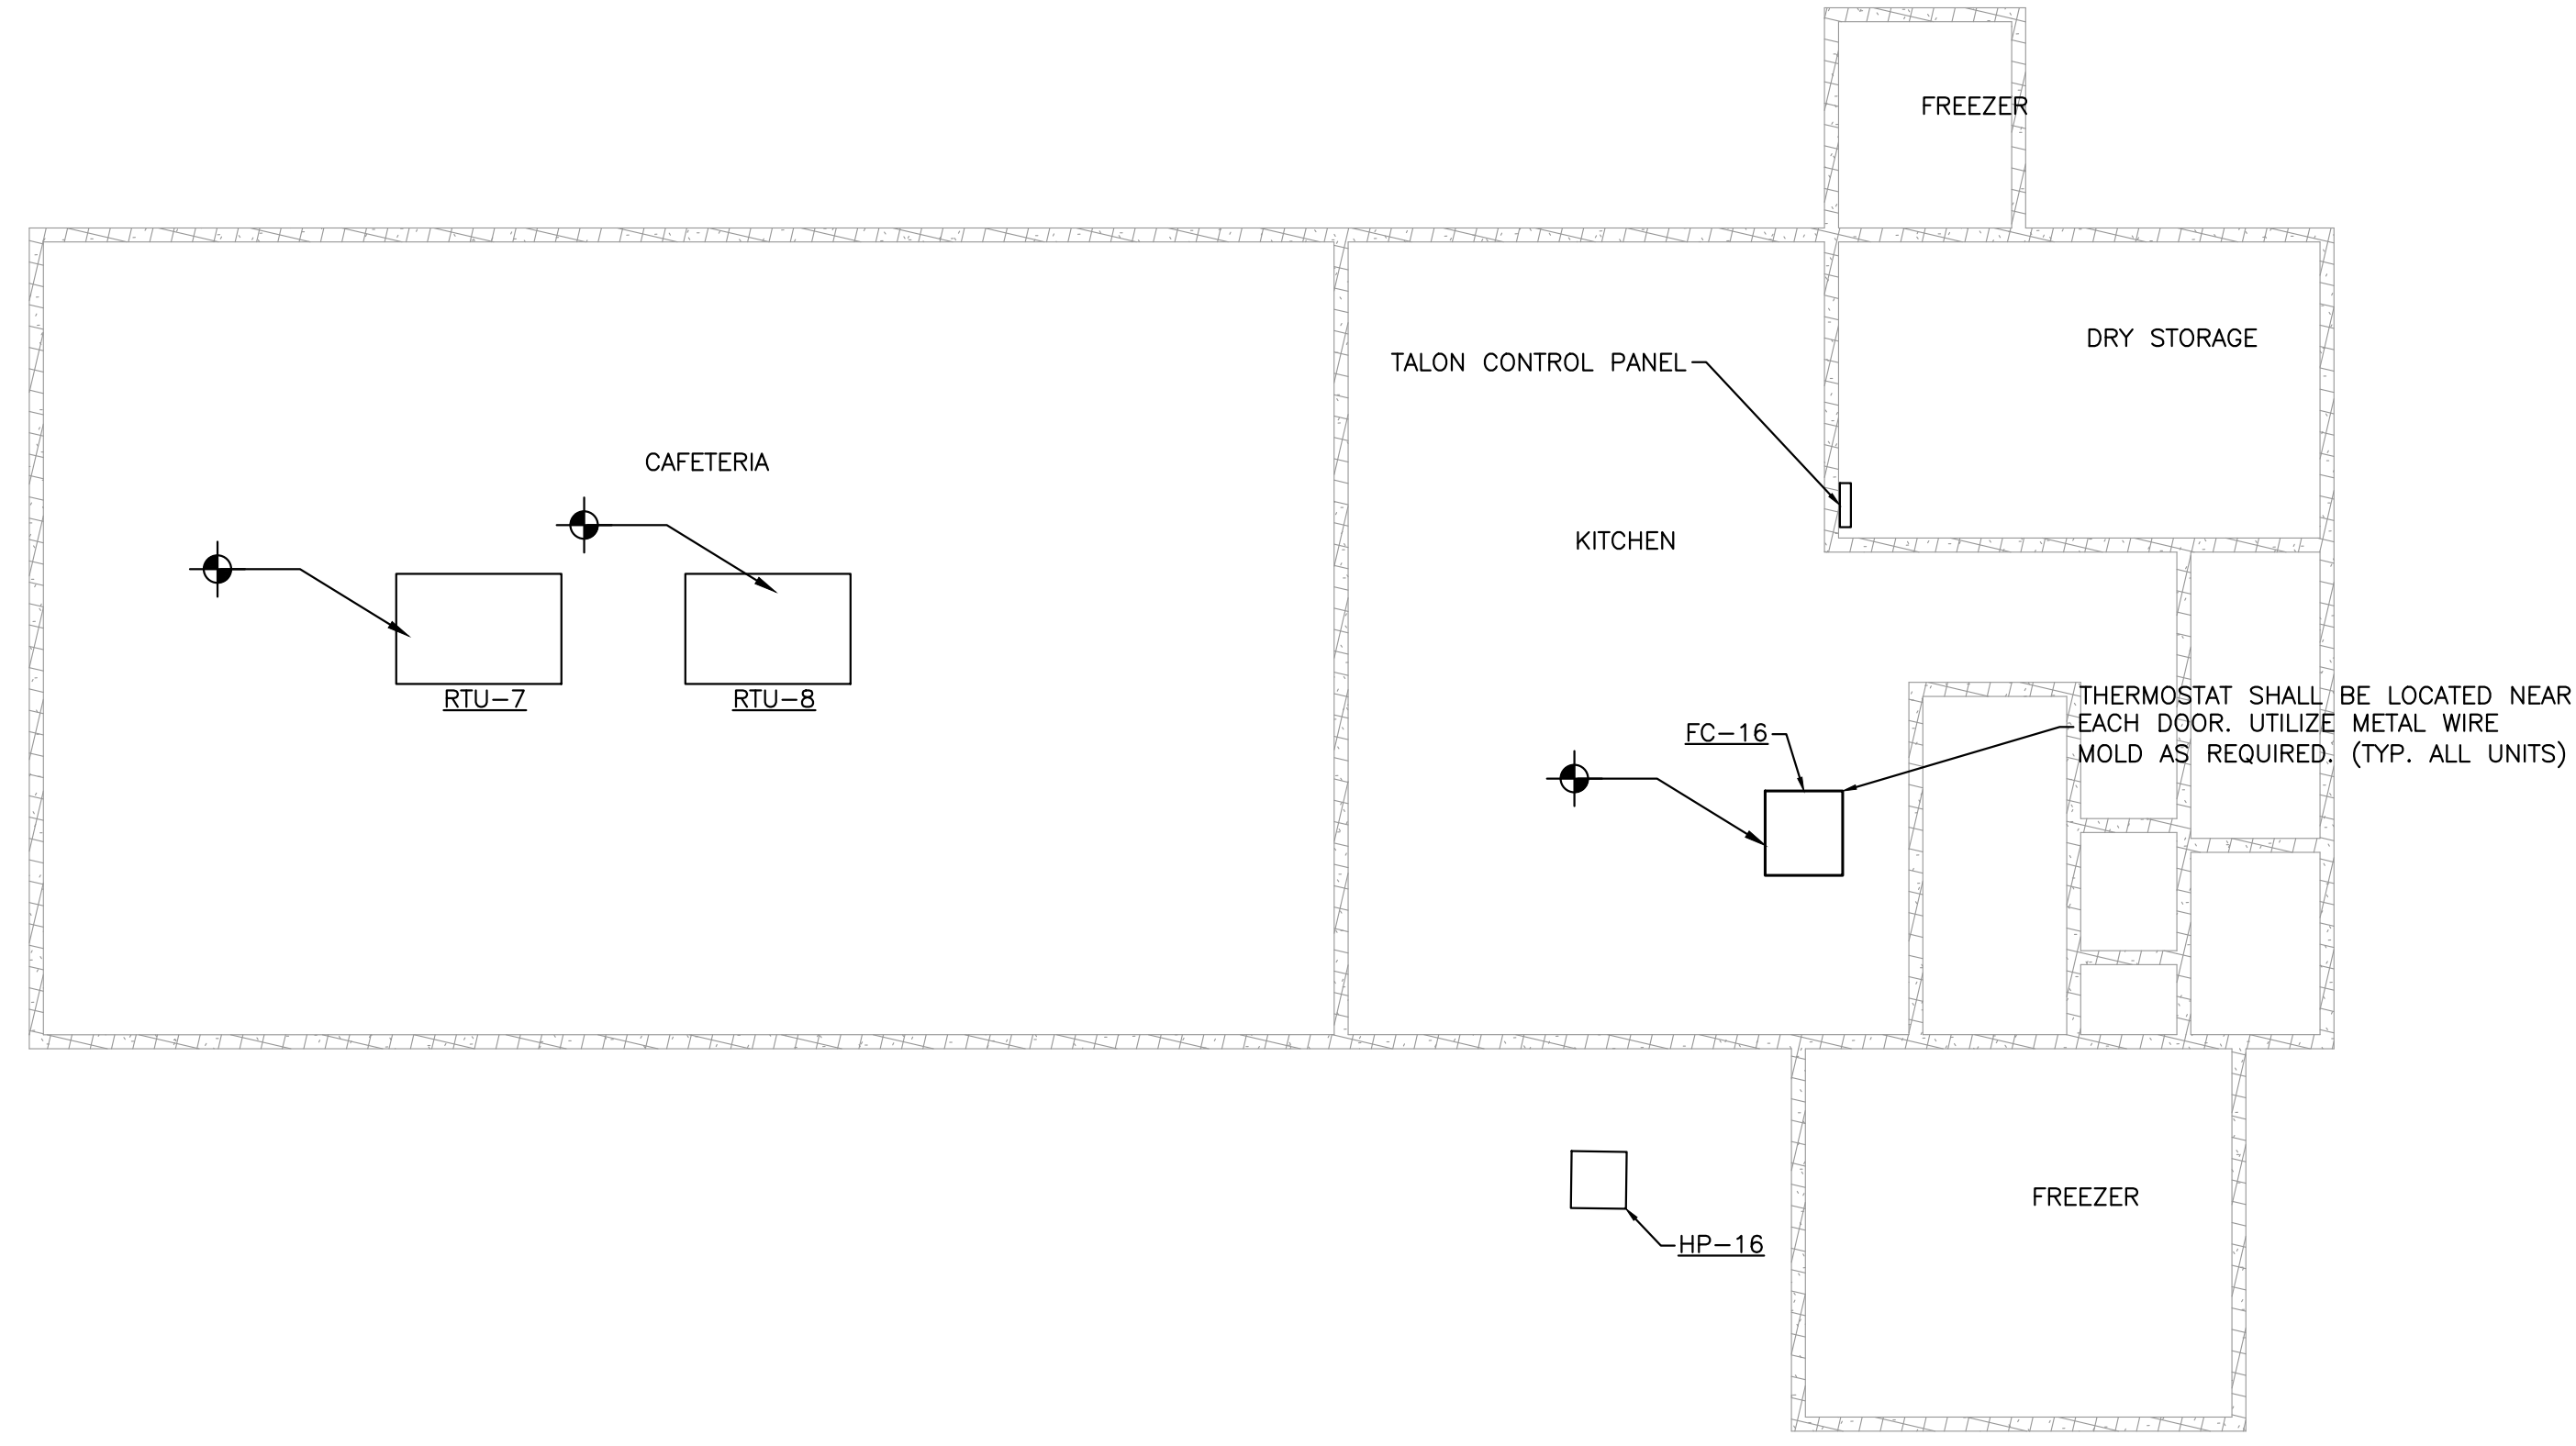 FREEZER
DRY STORAGE
TALON CONTROL PANEL
CAFETERIA
KITCHEN
RTU-7
RTU-8
THERMOSTAT SHALL BE LOCATED NEAR
EACH DOOR. UTILIZE METAL WIRE
MOLD AS REQUIRED. (TYP. ALL UNITS)
FC-16
FREEZER
HP-16